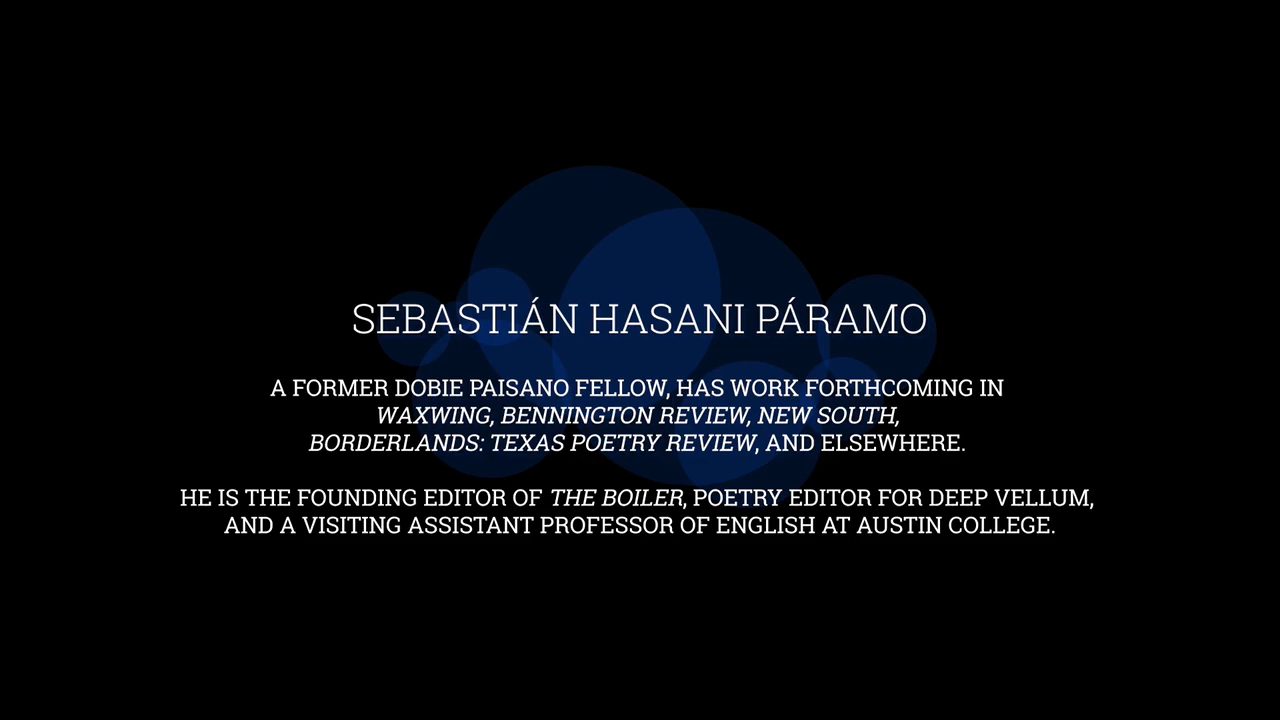 SEBASTIÁN HASANI PÁRAMO
A FORMER DOBIE PAISANO FELLOW, HAS WORK FORTHCOMING IN
WAXWING, BENNINGTON REVIEW, NEW SOUTH,
BORDERLANDS: TEXAS POETRY REVIEW, AND ELSEWHERE.
HE IS THE FOUNDING EDITOR OF THE BOILER, POETRY EDITOR FOR DEEP VELLUM,
AND A VISITING ASSISTANT PROFESSOR OF ENGLISH AT AUSTIN COLLEGE.